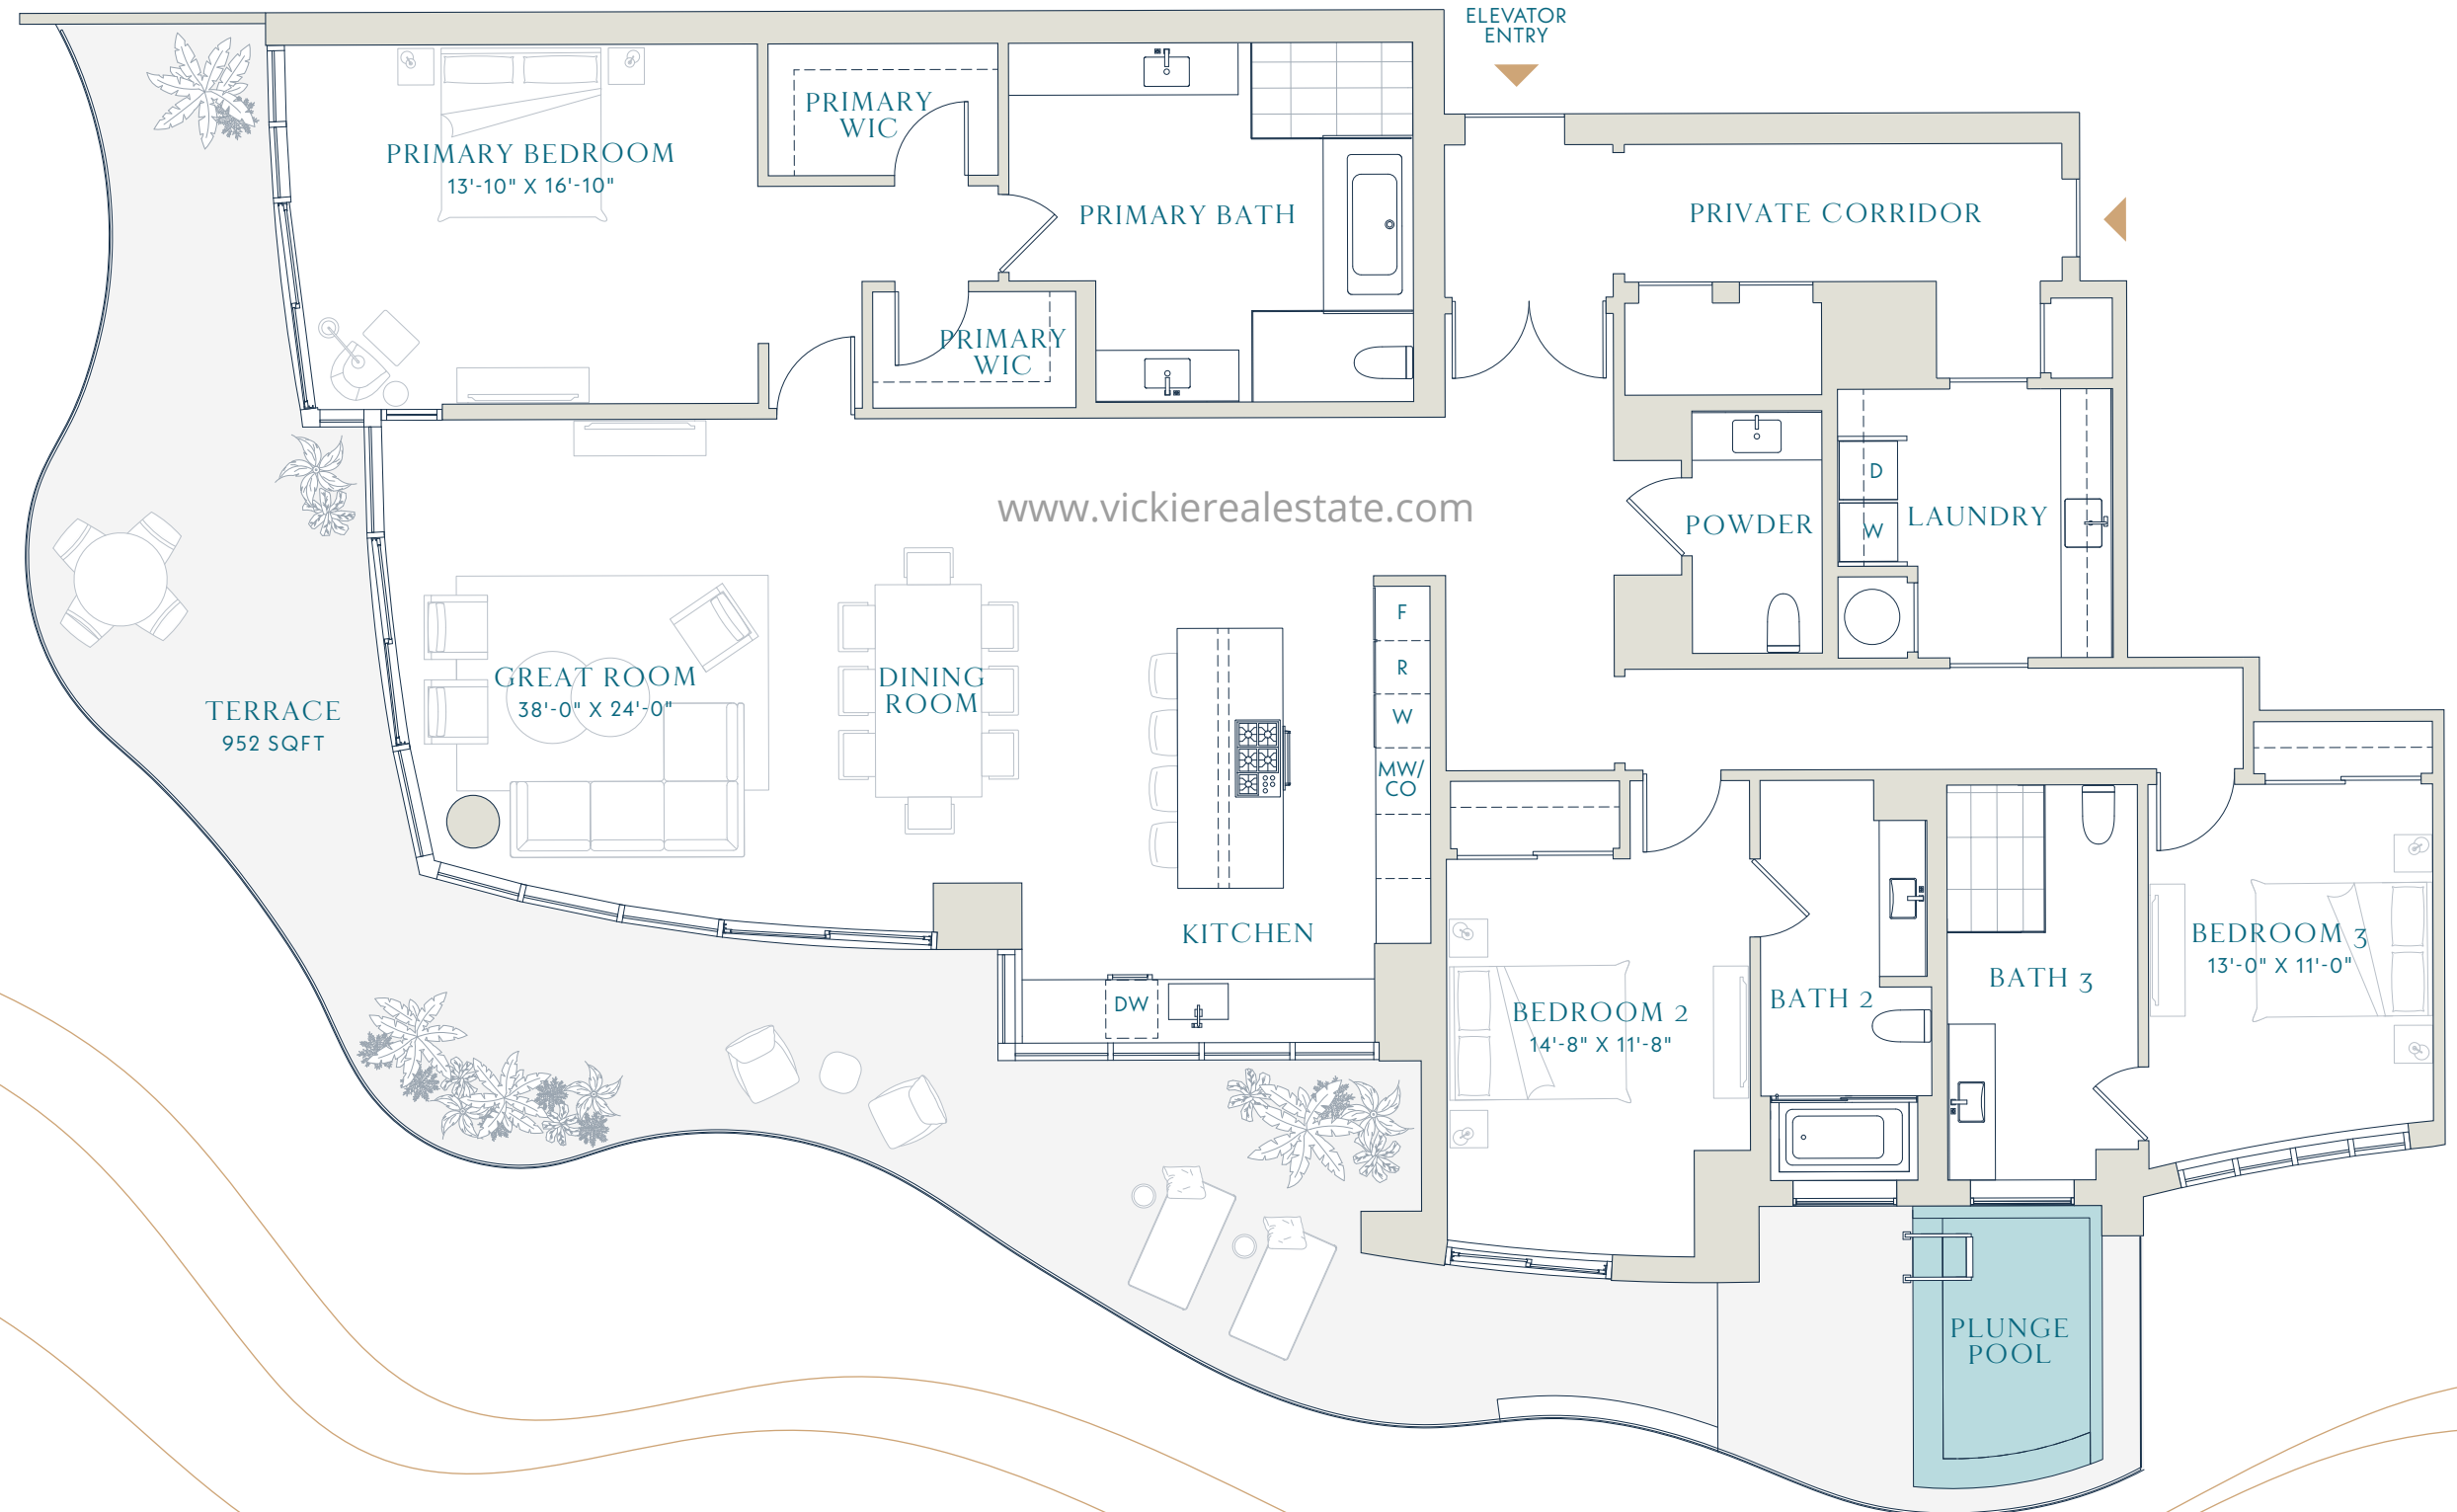 ELEVATOR
ENTRY
PRIMARY
WIC
PRIMARY BEDROOM
13'-10" X 16'-10"
PRIMARY BATH
PRIVATE CORRIDOR
PRIMARY
WIC
www.vickierealestate.com
D
W
LAUNDRY
POWDER
F
R
W
MW/
CO
GREAT ROOM
38'-0" X 24'-0"
DINING
ROOM
TERRACE
952 SQFT
KITCHEN
DW
BEDROOM 2
14'-8" X 11'-8"
BATH 2
BATH 3
BEDROOM 3
13'-0" X 11'-0"
PLUNGE
POOL